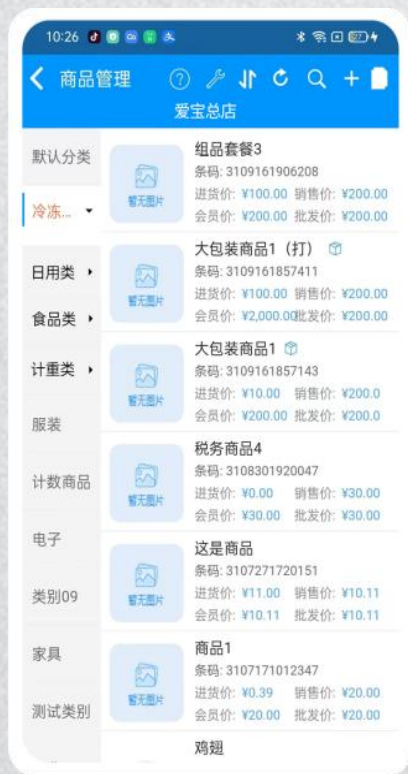 10:26
商品管理
爱宝总店
默认分类
冷冻...
日用类
食品类
计重类
服装
计数商品
电子
类别09
家具
测试类别
暂无图片
组品套餐3
条码: 3109161906208
进货价: ¥100.00 销售价: ¥200.00
会员价: ¥200.00 批发价: ¥200.00
暂无图片
大包装商品1（打）
条码: 3109161857411
进货价: ¥100.00 销售价: ¥200.00
会员价: ¥2,000.00批发价: ¥200.00
暂无图片
大包装商品1
条码: 3109161857143
进货价: ¥10.00 销售价: ¥200.0
会员价: ¥200.00 批发价: ¥200.0
暂无图片
税务商品4
条码: 3108301920047
进货价: ¥0.00 销售价: ¥30.00
会员价: ¥30.00 批发价: ¥30.00
暂无图片
这是商品
条码: 3107271720151
进货价: ¥11.00 销售价: ¥10.11
会员价: ¥10.11 批发价: ¥10.11
暂无图片
商品1
条码: 3107171012347
进货价: ¥0.39 销售价: ¥20.00
会员价: ¥20.00 批发价: ¥20.00
鸡翅